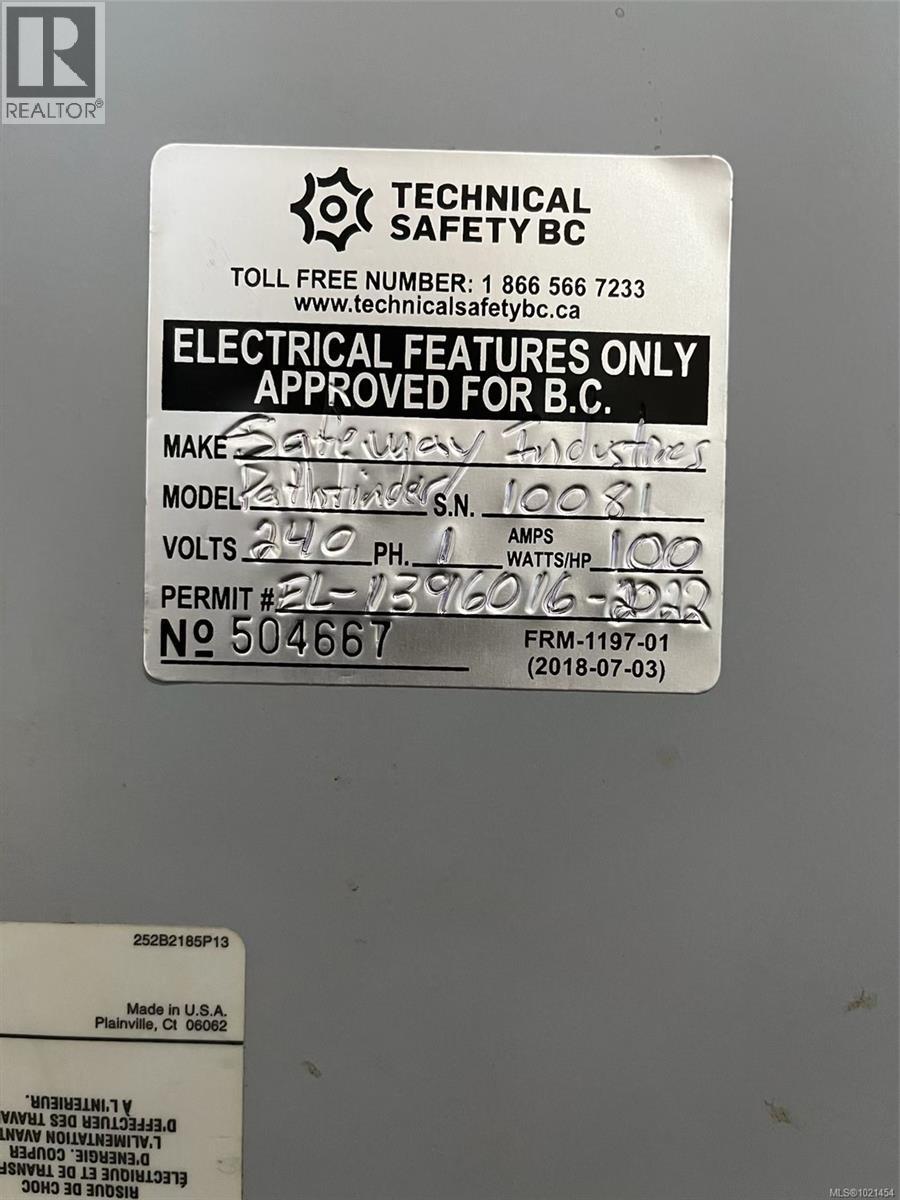 REALTOR®
TECHNICAL
SAFETY BC
TOLL FREE NUMBER: 1 866 566 7233
www.technicalsafetybc.ca
ELECTRICAL FEATURES ONLY
APPROVED FOR B.C.
MAKE Safeway Industries
MODEL Pathfinder S.N. 10081
VOLTS 240 PH. 1 AMPS WATTS/HP 100
PERMIT # EL-1396016-2022
Nº 504667
FRM-1197-01
(2018-07-03)
252B2185P13
Made in U.S.A.
Plainville, Ct 06062
RISQUE DE CHOC
ÉLECTRIQUE ET DE TRANSF
D'ÉNERGIE. COUPER
L'ALIMENTATION AVANT
D'EFFECTUER DES TRAVA
À L'INTERIEUR.
MLS®1021454